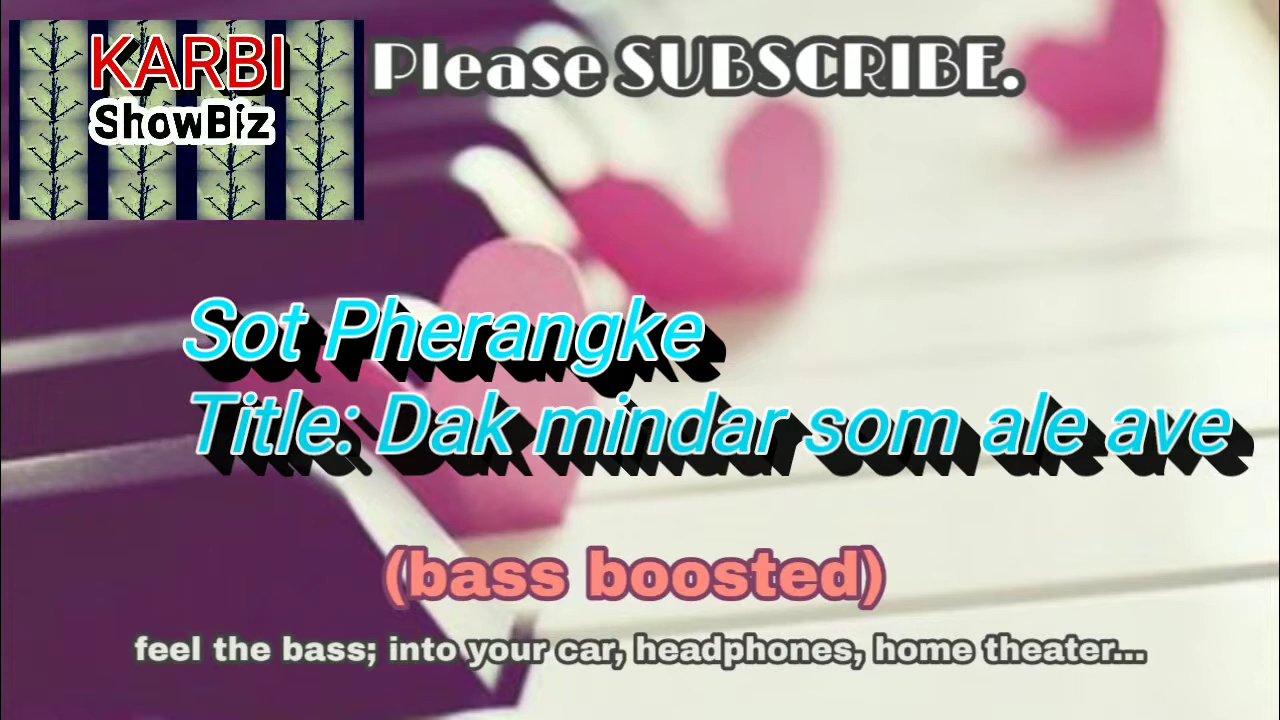 KARBI
ShowBiz
Please SUBSCRIBE.
Sot Pherangke
Title: Dak mindar som ale ave
(bass boosted)
feel the bass; into your car, headphones, home theater...